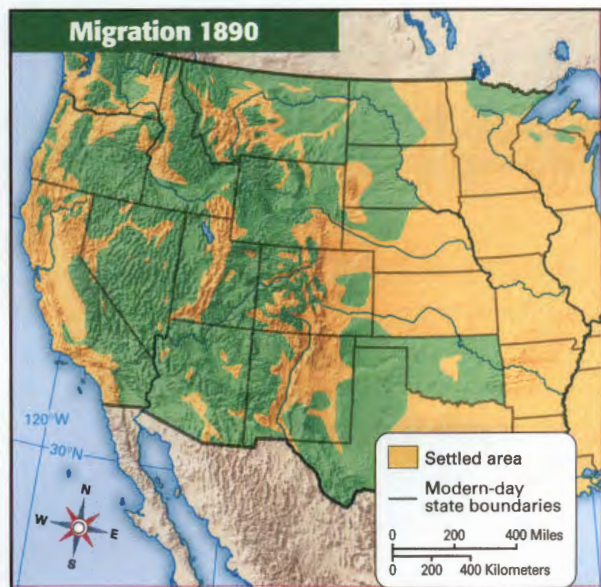 Migration 1890
120°W
30°N
N
W
E
S
Settled area
Modern-day
state boundaries
0 200 400 Miles
0 200 400 Kilometers